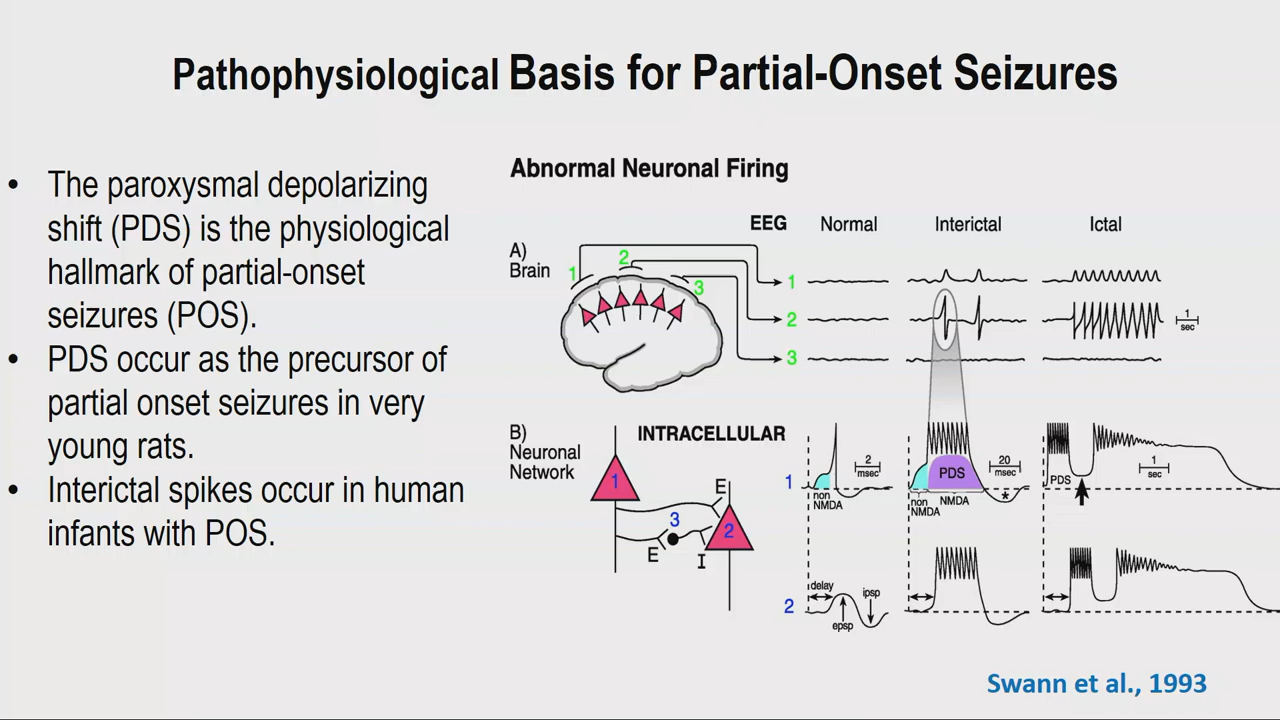 Pathophysiological Basis for Partial-Onset Seizures
• The paroxysmal depolarizing
shift (PDS) is the physiological
hallmark of partial-onset
seizures (POS).
• PDS occur as the precursor of
partial onset seizures in very
young rats.
• Interictal spikes occur in human
infants with POS.
Abnormal Neuronal Firing
EEG Normal Interictal Ictal
A)
Brain
1 2 3
1
2
3
1
sec
B)
Neuronal
Network
INTRACELLULAR
1
E
3
2
E
I
1
2
msec
non
NMDA
PDS
20
msec
non
NMDA
NMDA
*
PDS
1
sec
2
delay
epsp
ipsp
Swann et al., 1993